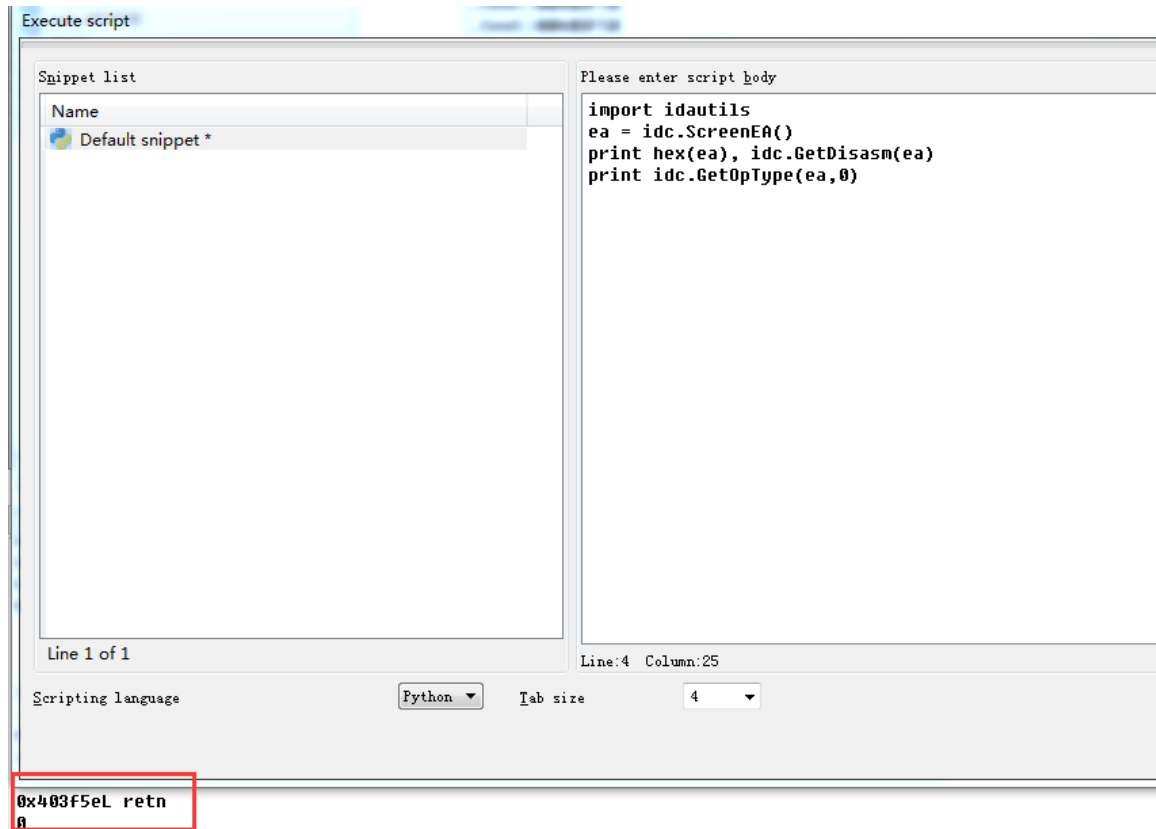 Execute script
Snippet list
Name
Default snippet *
Line 1 of 1
Please enter script body
import idautils
ea = idc.ScreenEA()
print hex(ea), idc.GetDisasm(ea)
print idc.GetOpType(ea,0)
Line:4 Column:25
Scripting language
Python
Tab size
4
0x403f5eL retn
0